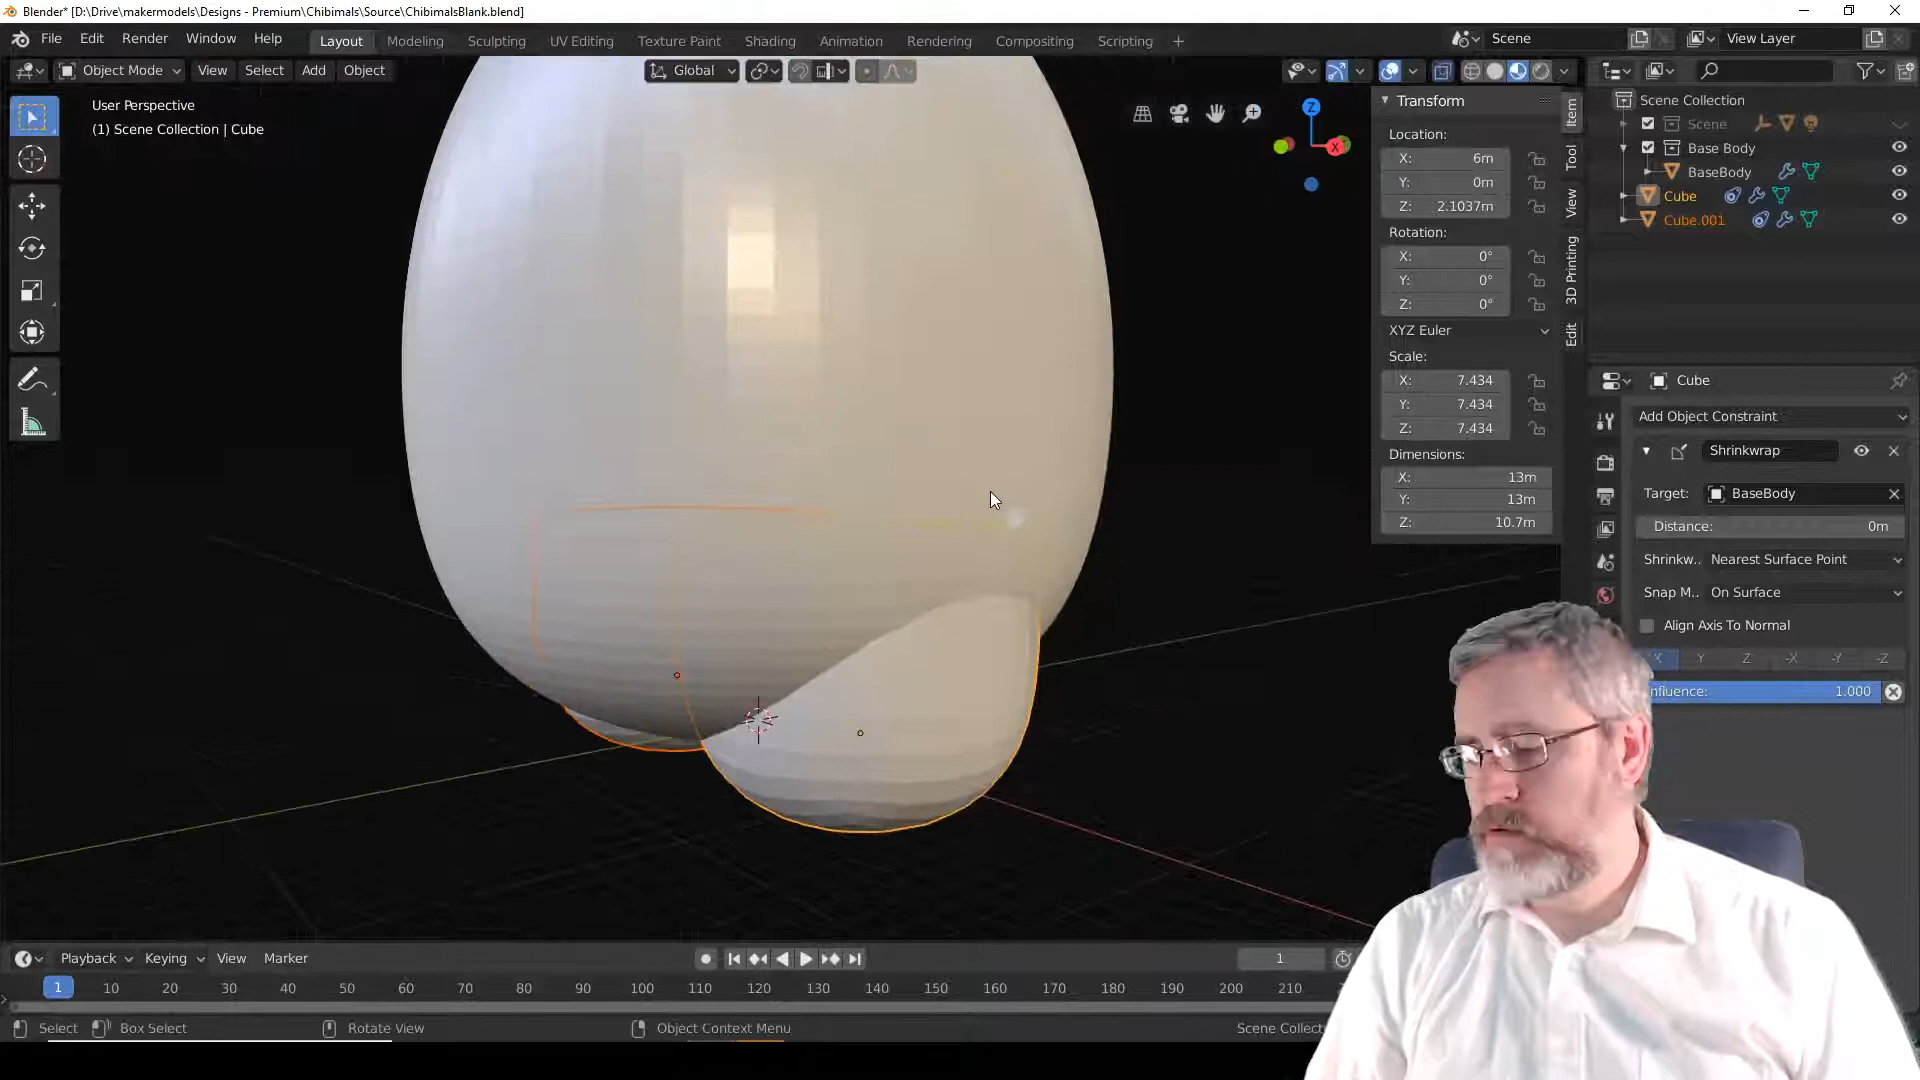 Blender* [D:\Drive\makermodels\Designs - Premium\Chibimals\Source\ChibimalsBlank.blend]
File Edit Render Window Help Layout Modeling Sculpting UV Editing Texture Paint Shading Animation Rendering Compositing Scripting + Scene View Layer
Object Mode View Select Add Object Global
User Perspective
(1) Scene Collection | Cube
Z
X
Transform
Location:
X: 6m
Y: 0m
Z: 2.1037m
Rotation:
X: 0°
Y: 0°
Z: 0°
XYZ Euler
Scale:
X: 7.434
Y: 7.434
Z: 7.434
Dimensions:
X: 13m
Y: 13m
Z: 10.7m
Item
Tool
View
3D Printing
Edit
Scene Collection
Scene
Base Body
BaseBody
Cube
Cube.001
Cube
Add Object Constraint
Shrinkwrap
Target: BaseBody
Distance: 0m
Shrinkw.. Nearest Surface Point
Snap M.. On Surface
Align Axis To Normal
X Y Z -X -Y -Z
nfluence: 1.000
Playback Keying View Marker 1
1 10 20 30 40 50 60 70 80 90 100 110 120 130 140 150 160 170 180 190 200 210
Select Box Select Rotate View Object Context Menu Scene Collecti